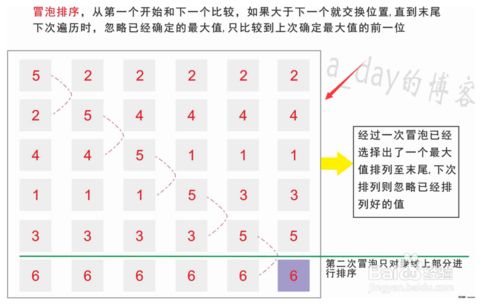 冒泡排序，从第一个开始和下一个比较，如果大于下一个就交换位置,直到末尾
下次遍历时，忽略已经确定的最大值,只比较到上次确定最大值的前一位
a_day的博客
5 2 2 2 2 2
2 5 4 4 4 4
4 4 5 1 1 1
1 1 1 5 3 3
3 3 3 3 5 5
6 6 6 6 6 6
经过一次冒泡已经
选择出了一个最大
值排列至末尾,下次
排列则忽略已经排
列好的值
第二次冒泡只对绿线上部分进
行排序
Baidu经验
jingyan.baidu.com